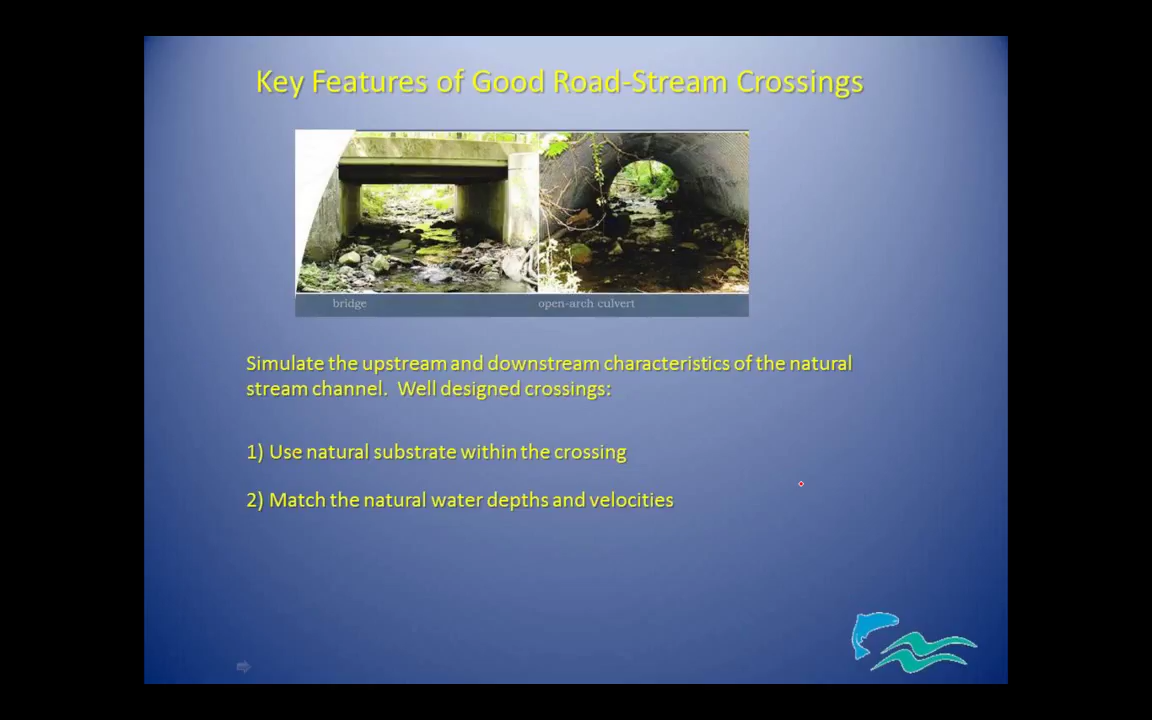 Key Features of Good Road-Stream Crossings
bridge
open-arch culvert
Simulate the upstream and downstream characteristics of the natural
stream channel.  Well designed crossings:
1) Use natural substrate within the crossing
2) Match the natural water depths and velocities